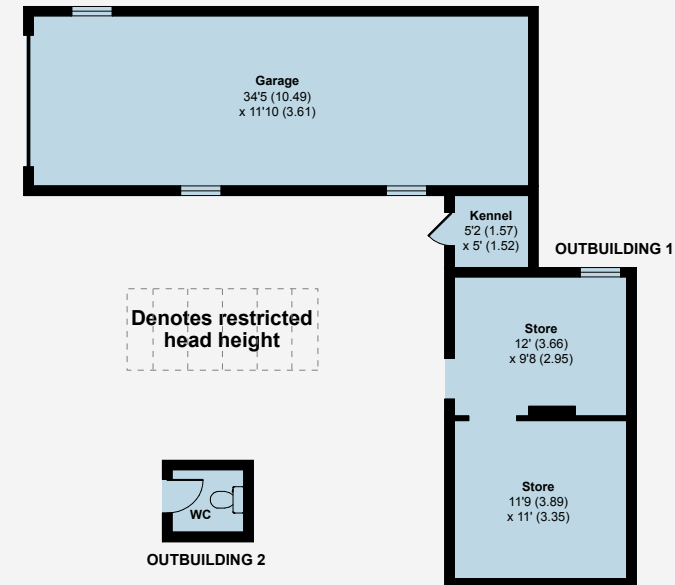 Garage
34'5 (10.49)
x 11'10 (3.61)
Kennel
5'2 (1.57)
x 5' (1.52)
OUTBUILDING 1
Denotes restricted
head height
Store
12' (3.66)
x 9'8 (2.95)
Store
11'9 (3.89)
x 11' (3.35)
WC
OUTBUILDING 2